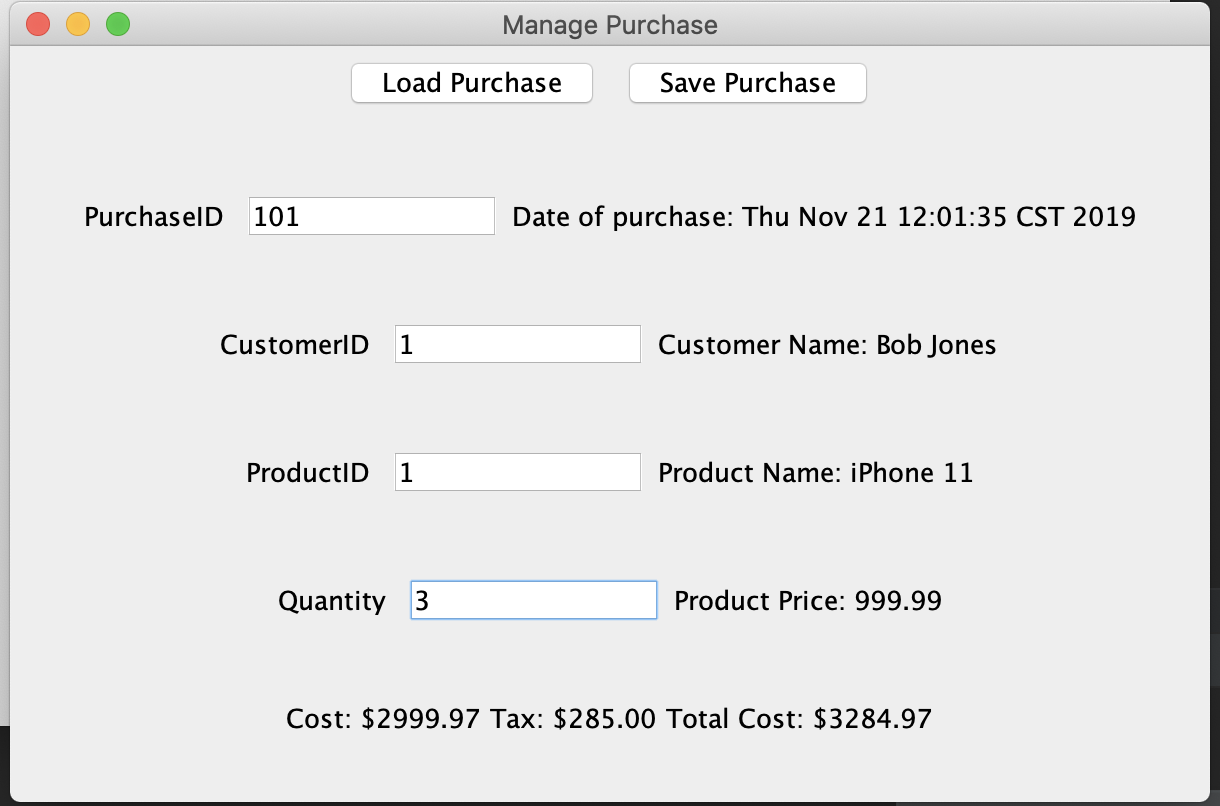 Manage Purchase
Load Purchase Save Purchase
PurchaseID 101 Date of purchase: Thu Nov 21 12:01:35 CST 2019
CustomerID 1 Customer Name: Bob Jones
ProductID 1 Product Name: iPhone 11
Quantity 3 Product Price: 999.99
Cost: $2999.97 Tax: $285.00 Total Cost: $3284.97